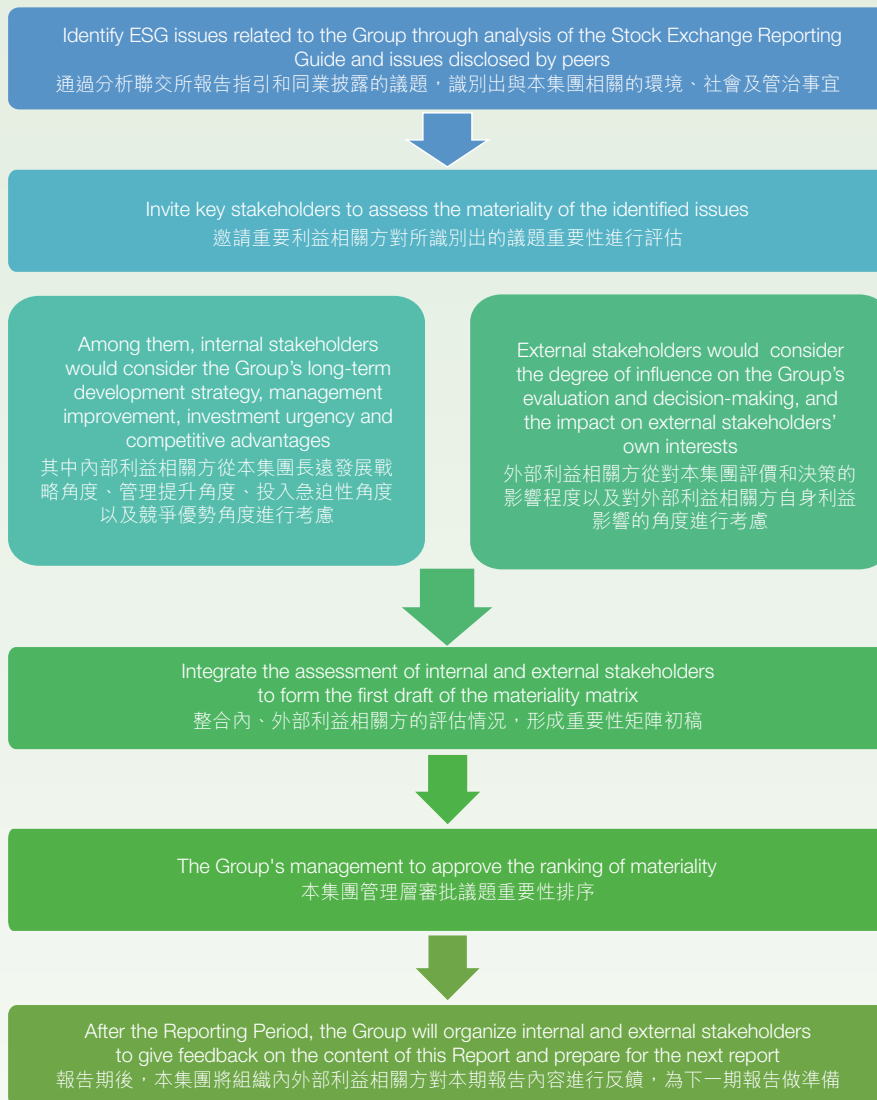 Identify ESG issues related to the Group through analysis of the Stock Exchange Reporting
Guide and issues disclosed by peers
通過分析聯交所報告指引和同業披露的議題，識別出與本集團相關的環境、社會及管治事宜
Invite key stakeholders to assess the materiality of the identified issues
邀請重要利益相關方對所識別出的議題重要性進行評估
Among them, internal stakeholders
would consider the Group’s long-term
development strategy, management
improvement, investment urgency and
competitive advantages
其中內部利益相關方從本集團長遠發展戰
略角度、管理提升角度、投入急迫性角度
以及競爭優勢角度進行考慮
External stakeholders would consider
the degree of influence on the Group’s
evaluation and decision-making, and
the impact on external stakeholders’
own interests
外部利益相關方從對本集團評價和決策的
影響程度以及對外部利益相關方自身利益
影響的角度進行考慮
Integrate the assessment of internal and external stakeholders
to form the first draft of the materiality matrix
整合內、外部利益相關方的評估情況，形成重要性矩陣初稿
The Group's management to approve the ranking of materiality
本集團管理層審批議題重要性排序
After the Reporting Period, the Group will organize internal and external stakeholders
to give feedback on the content of this Report and prepare for the next report
報告期後，本集團將組織內外部利益相關方對本期報告內容進行反饋，為下一期報告做準備